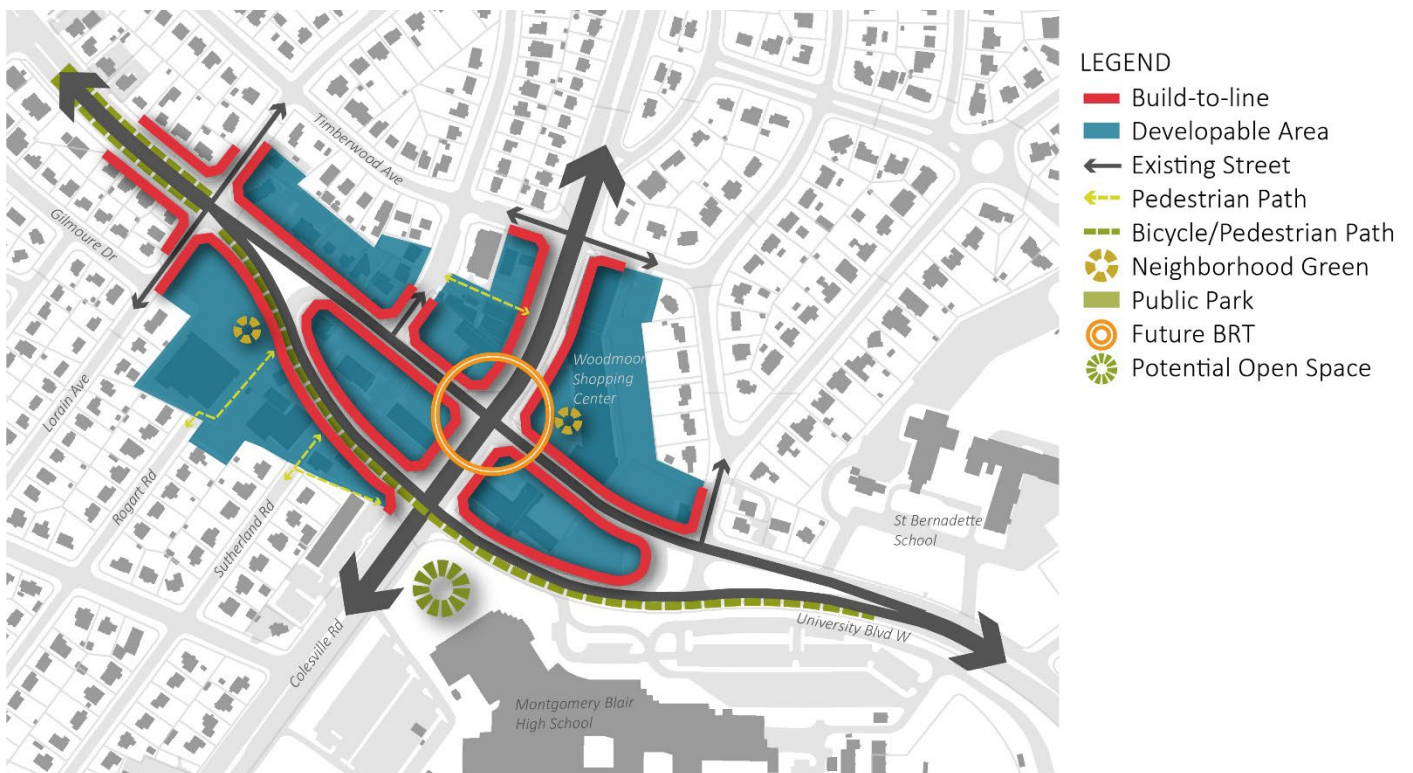 Timberwood Ave
Gilmoure Dr
Lorain Ave
Rogart Rd
Sutherland Rd
Colesville Rd
Woodmoor
Shopping
Center
St Bernadette
School
University Blvd W
Montgomery Blair
High School
LEGEND
Build-to-line
Developable Area
Existing Street
Pedestrian Path
Bicycle/Pedestrian Path
Neighborhood Green
Public Park
Future BRT
Potential Open Space